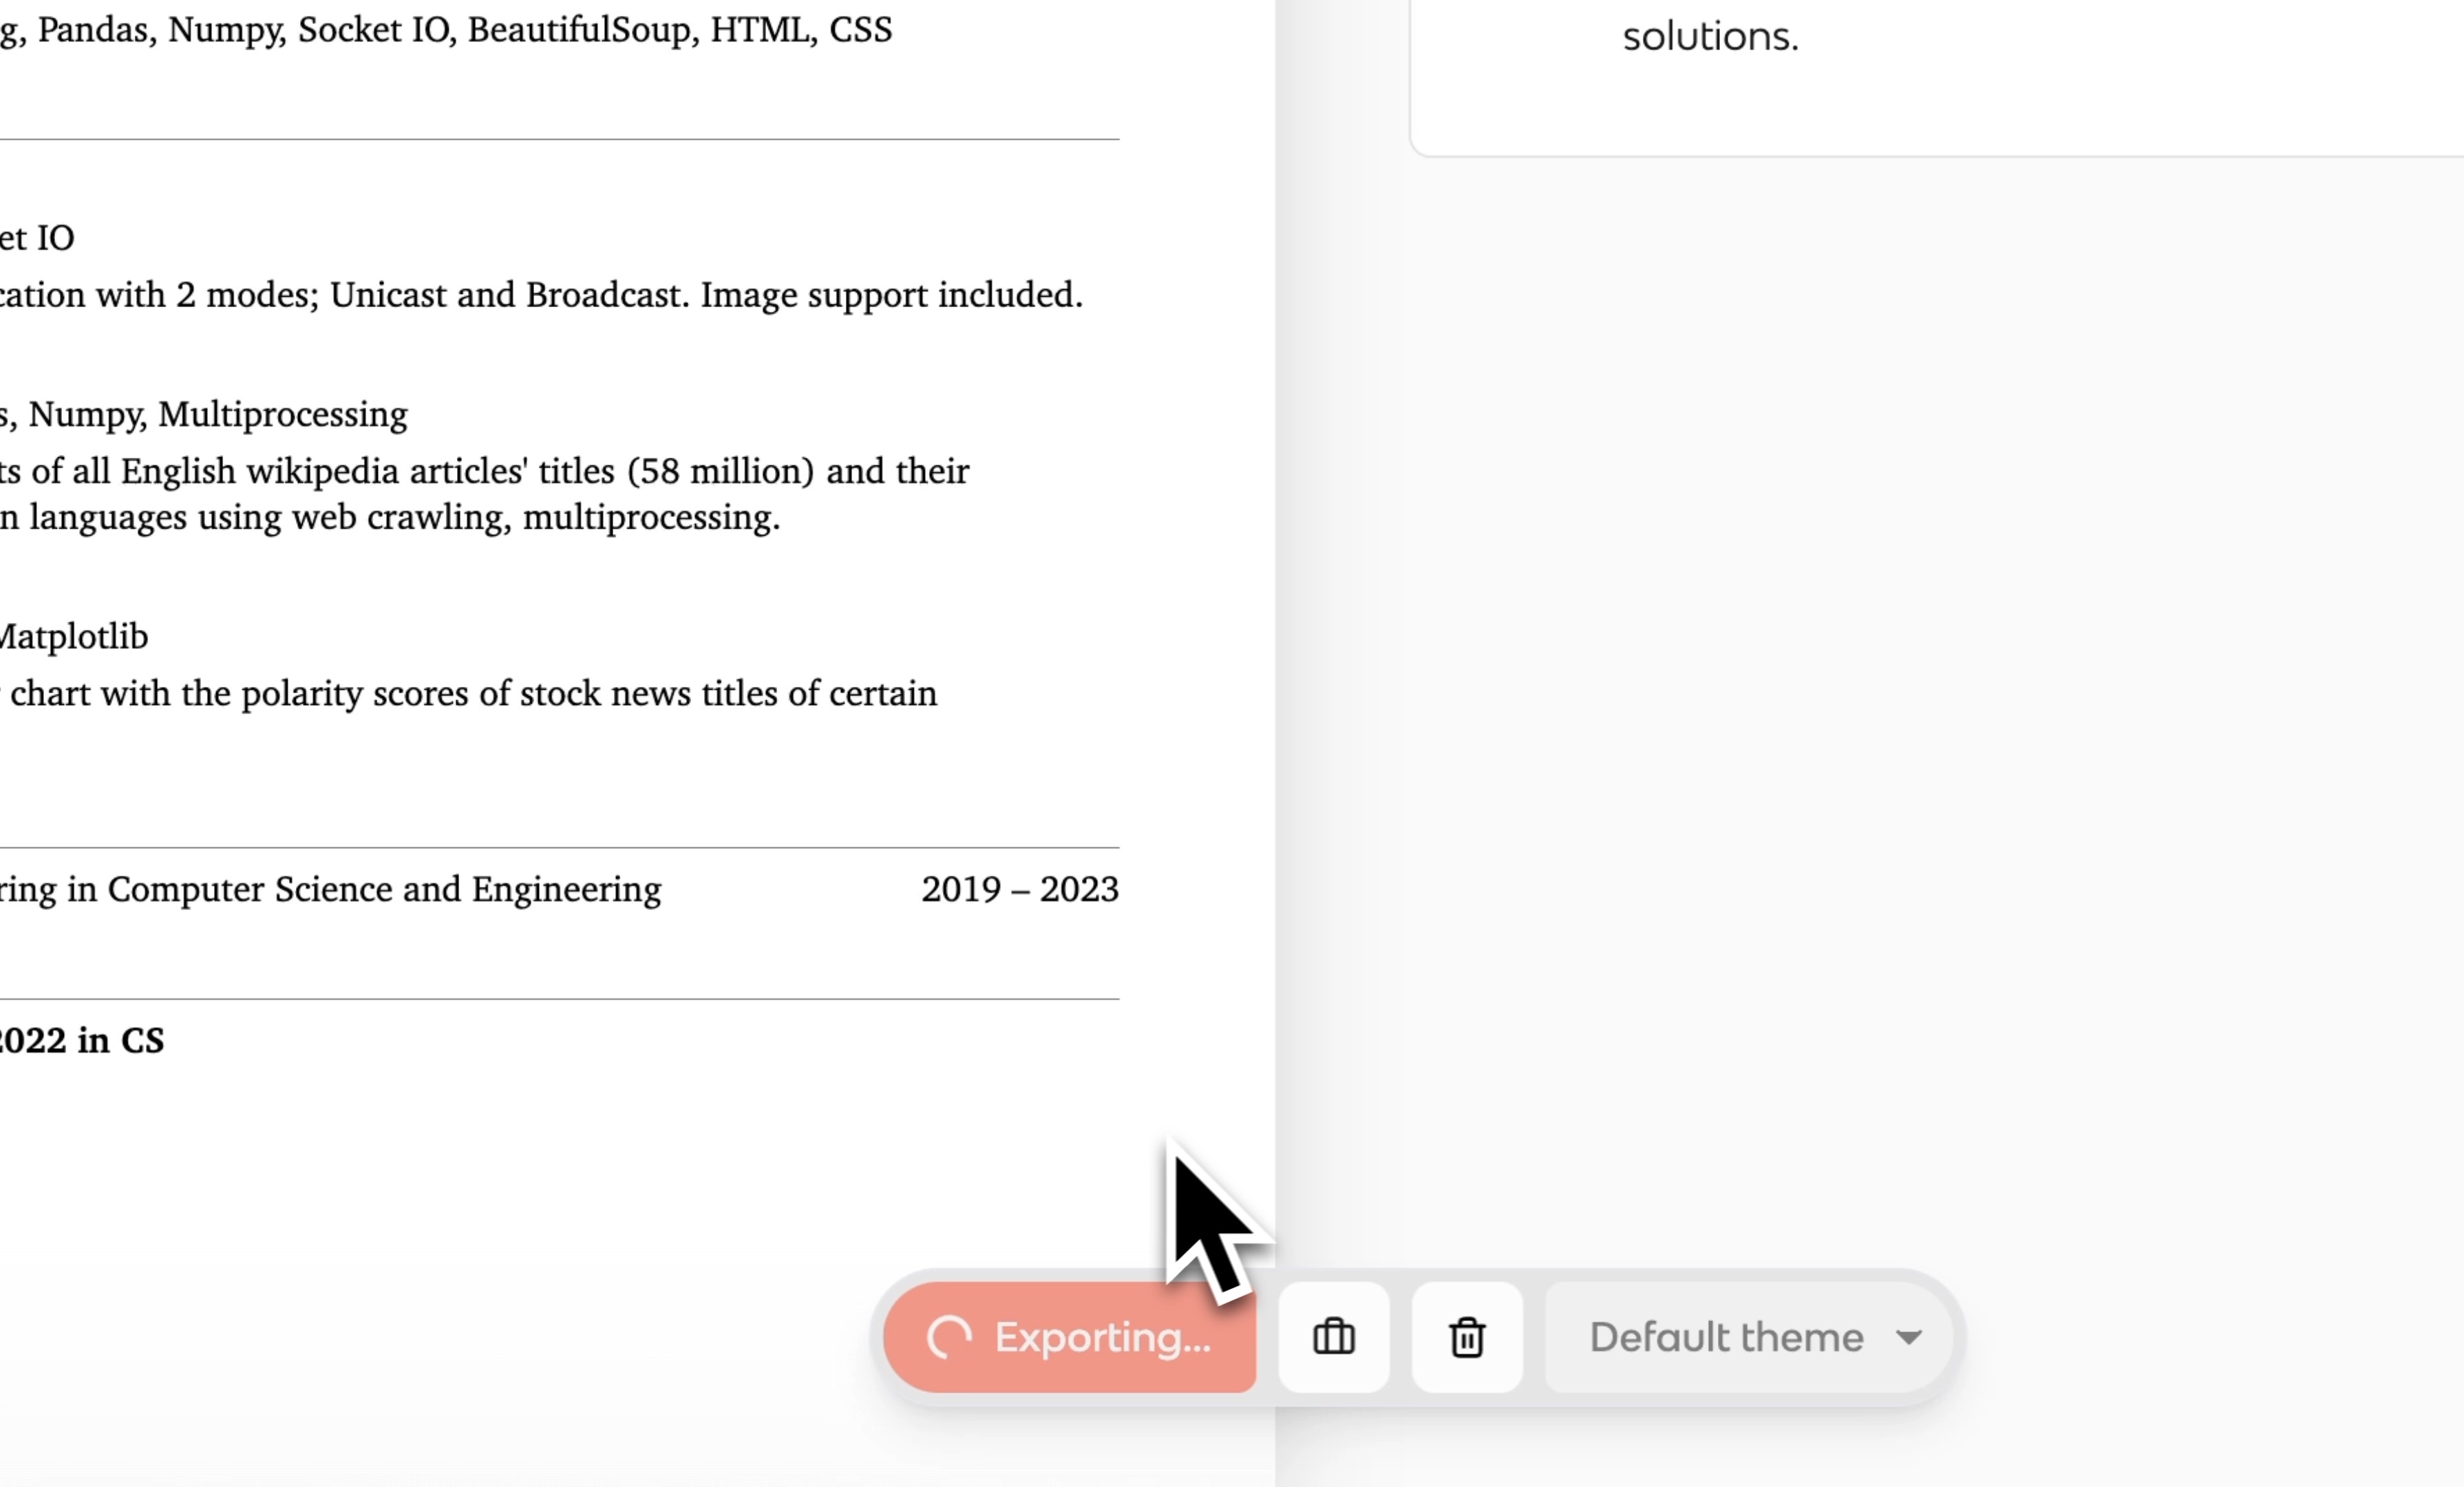 g, Pandas, Numpy, Socket IO, BeautifulSoup, HTML, CSS
et IO
cation with 2 modes; Unicast and Broadcast. Image support included.
s, Numpy, Multiprocessing
ts of all English wikipedia articles' titles (58 million) and their
n languages using web crawling, multiprocessing.
Matplotlib
chart with the polarity scores of stock news titles of certain
ring in Computer Science and Engineering 2019 – 2023
2022 in CS
solutions.
Exporting... Default theme